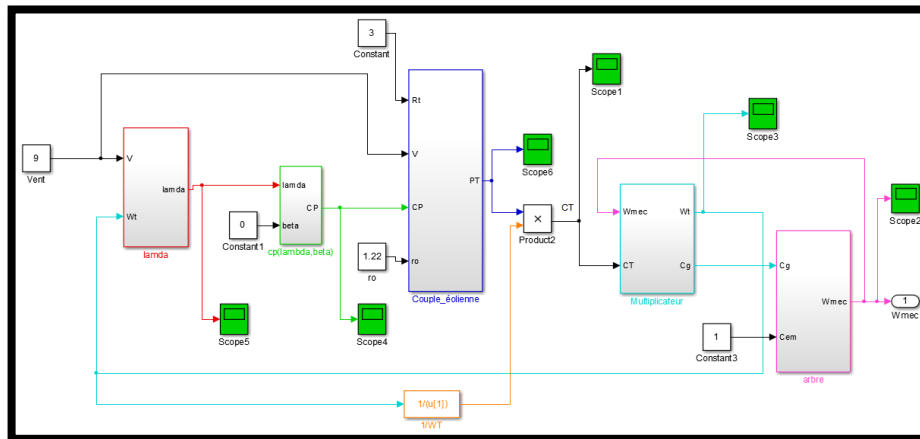 3
Constant
Scope1
Rt
Scope3
9
Vent
V
lamda
Wt
lamda
lamda
CP
beta
cp(lambda,beta)
0
Constant1
V
PT
CP
1.22
ro
ro
Couple_éolienne
Scope6
CT
×
Product2
Wmec
Wt
CT
Cg
Multiplicateur
Scope2
Cg
Wmec
Cem
arbre
1
Wmec
1
Constant3
Scope5
Scope4
1/(u[1])
1/WT